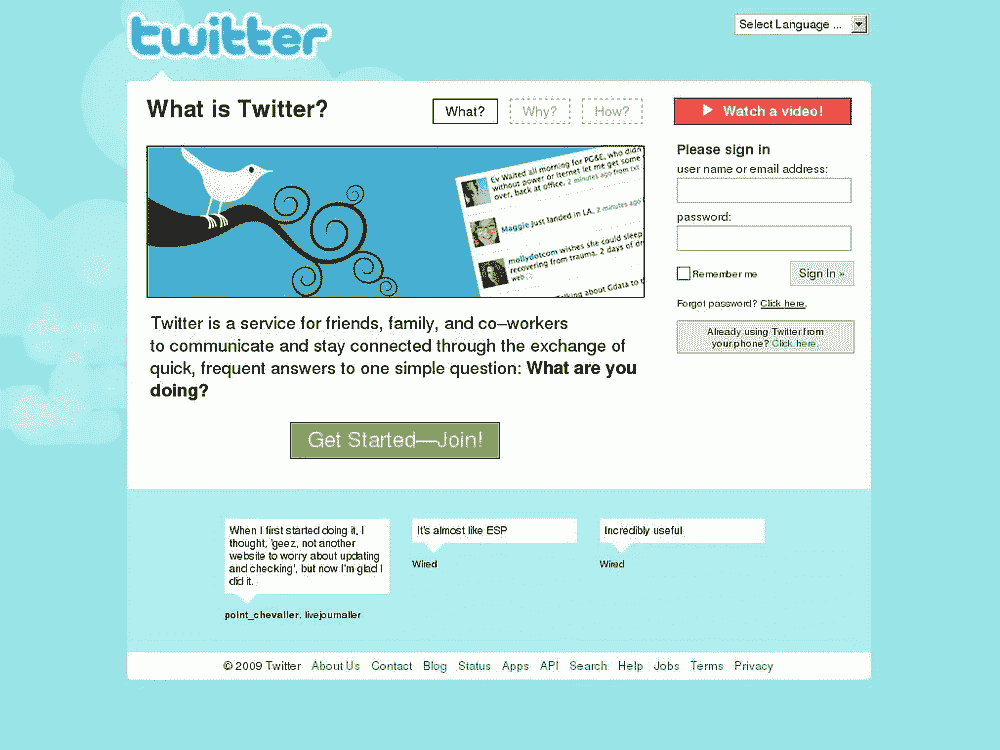 twitter
Select Language ...
What is Twitter?
What?
Why?
How?
Watch a video!
Ev Waited all morning for PG&E, who didn
without power or Iternet let me get some
over, back at office. 2 minutes ago from txt
Maggie Just landed in LA. 2 minutes ago
mollydotcom wishes she could sleep
recovering from trauma. 2 days of dr
web
lking about Gdata to t
Please sign in
user name or email address:
password:
Remember me
Sign In »
Forgot password? Click here.
Already using Twitter from
your phone? Click here.
Twitter is a service for friends, family, and co–workers
to communicate and stay connected through the exchange of
quick, frequent answers to one simple question: What are you
doing?
Get Started—Join!
When I first started doing it, I
thought, 'geez, not another
website to worry about updating
and checking', but now I'm glad I
did it.
point_chevalier, livejournaller
It's almost like ESP
Wired
Incredibly useful
Wired
© 2009 Twitter About Us Contact Blog Status Apps API Search Help Jobs Terms Privacy